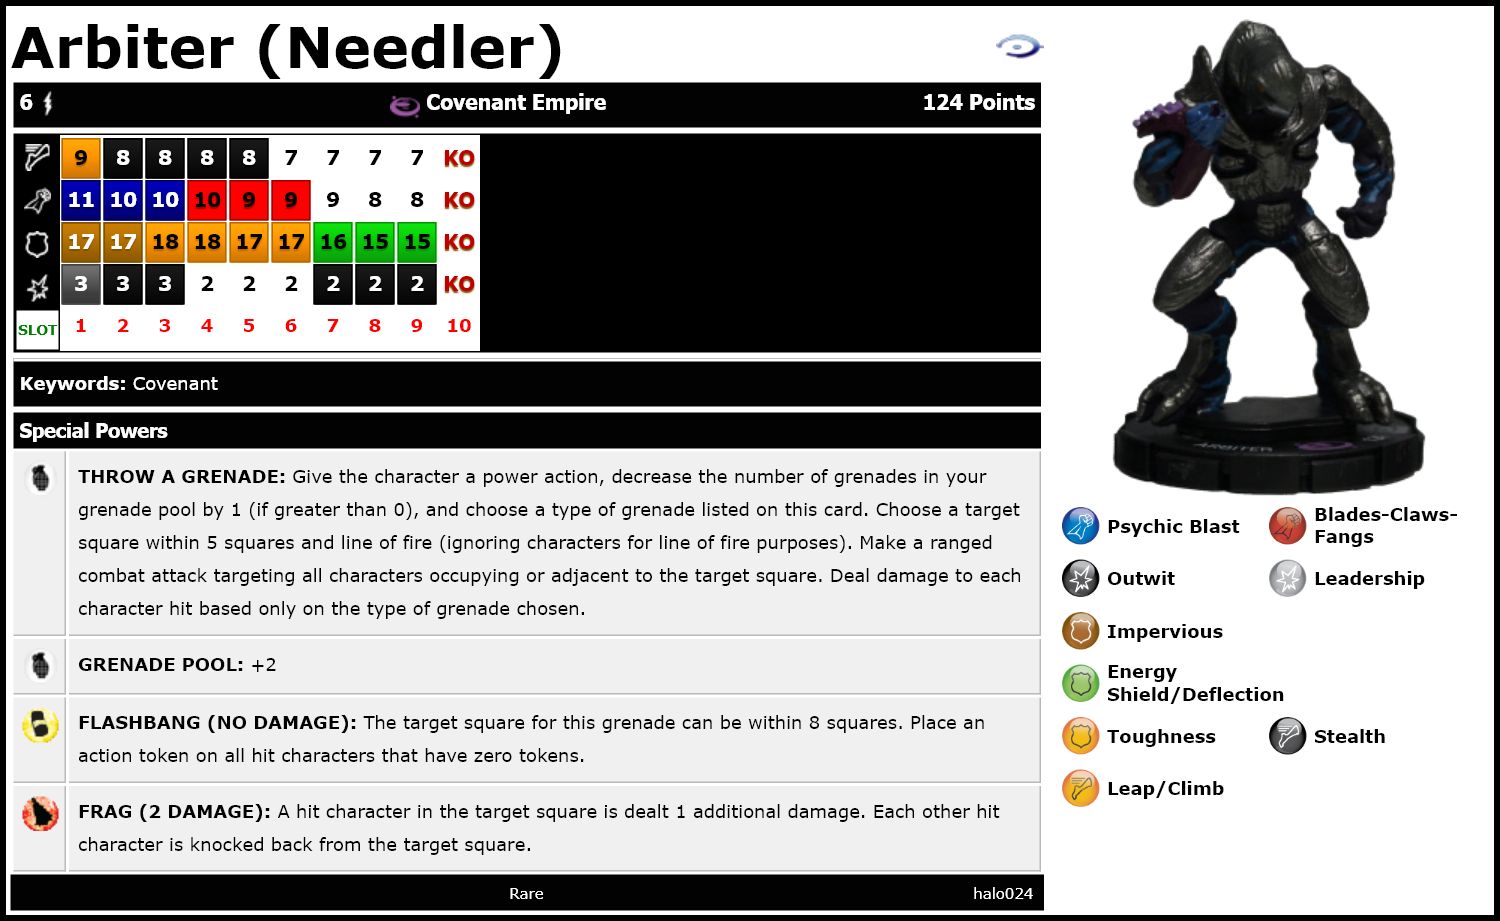 Arbiter (Needler)
6 Covenant Empire 124 Points
9 8 8 8 8 7 7 7 7 KO
11 10 10 10 9 9 9 8 8 KO
17 17 18 18 17 17 16 15 15 KO
3 3 3 2 2 2 2 2 2 KO
SLOT 1 2 3 4 5 6 7 8 9 10
Keywords: Covenant
Special Powers
THROW A GRENADE: Give the character a power action, decrease the number of grenades in your
grenade pool by 1 (if greater than 0), and choose a type of grenade listed on this card. Choose a target
square within 5 squares and line of fire (ignoring characters for line of fire purposes). Make a ranged
combat attack targeting all characters occupying or adjacent to the target square. Deal damage to each
character hit based only on the type of grenade chosen.
GRENADE POOL: +2
FLASHBANG (NO DAMAGE): The target square for this grenade can be within 8 squares. Place an
action token on all hit characters that have zero tokens.
FRAG (2 DAMAGE): A hit character in the target square is dealt 1 additional damage. Each other hit
character is knocked back from the target square.
Rare halo024
ARBITER
Psychic Blast
Blades-Claws-
Fangs
Outwit
Leadership
Impervious
Energy
Shield/Deflection
Toughness
Stealth
Leap/Climb